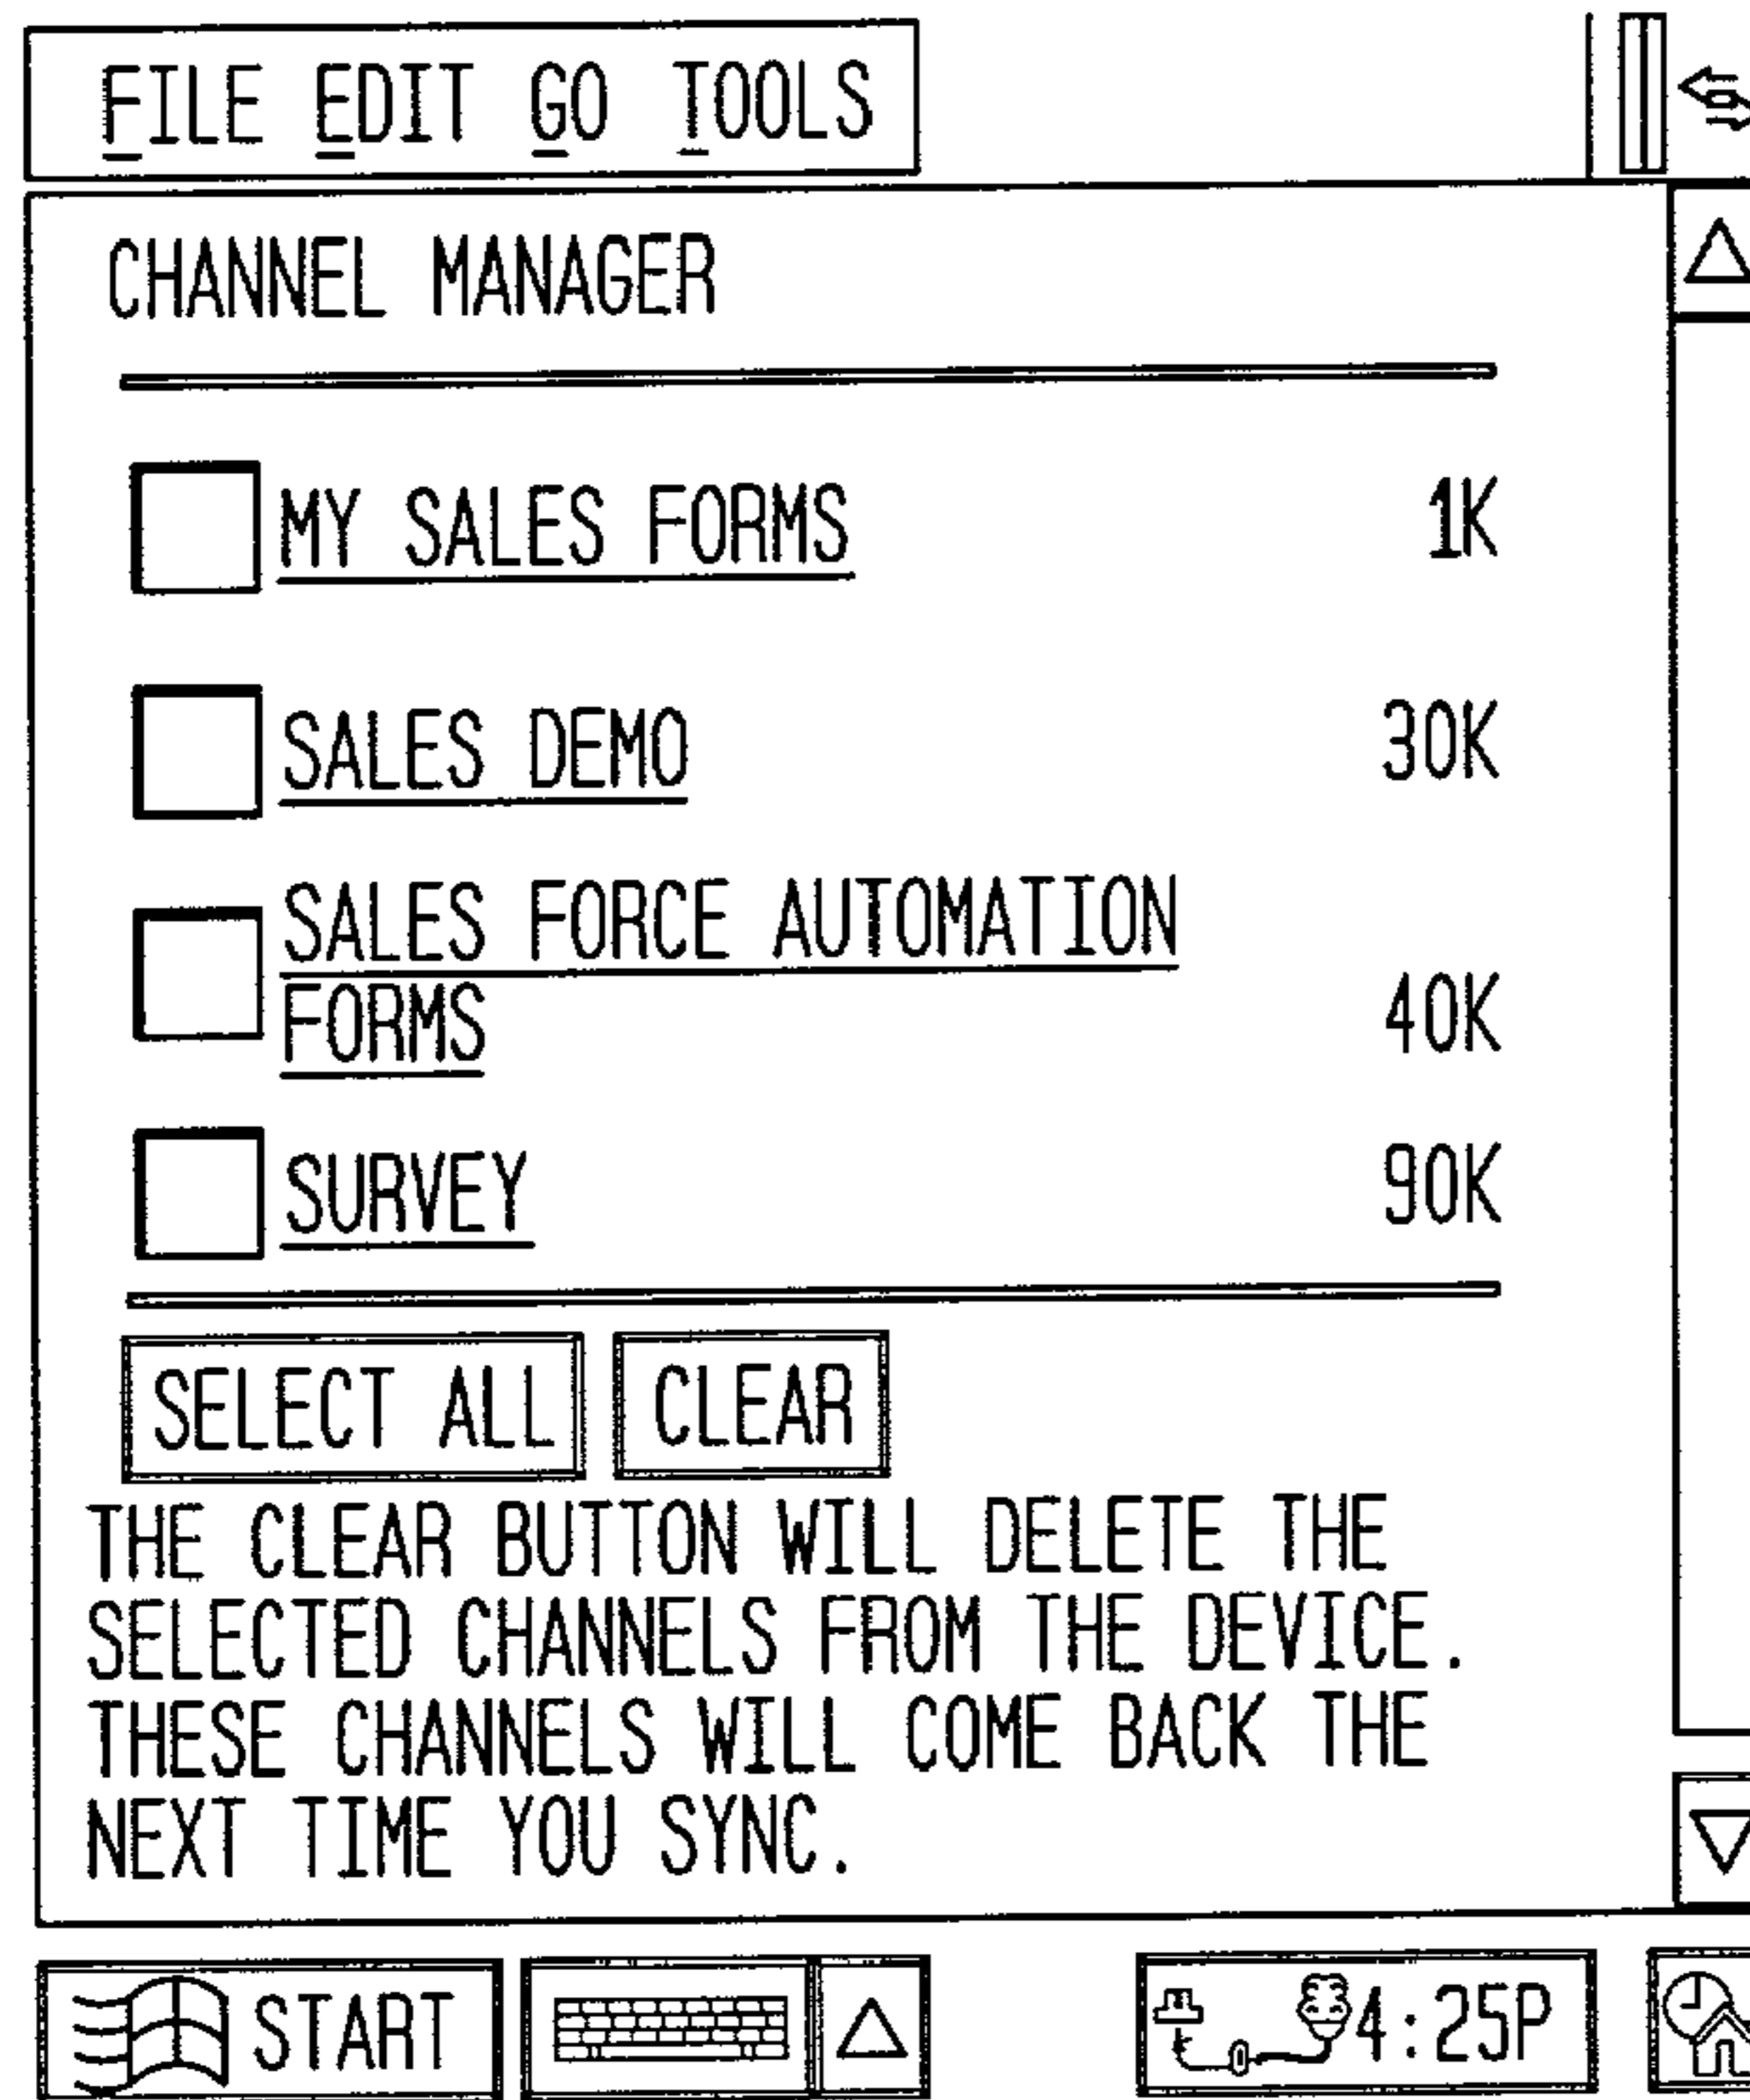 FILE EDIT GO TOOLS
CHANNEL MANAGER
MY SALES FORMS 1K
SALES DEMO 30K
SALES FORCE AUTOMATION
FORMS 40K
SURVEY 90K
SELECT ALL CLEAR
THE CLEAR BUTTON WILL DELETE THE
SELECTED CHANNELS FROM THE DEVICE.
THESE CHANNELS WILL COME BACK THE
NEXT TIME YOU SYNC.
START 4:25P